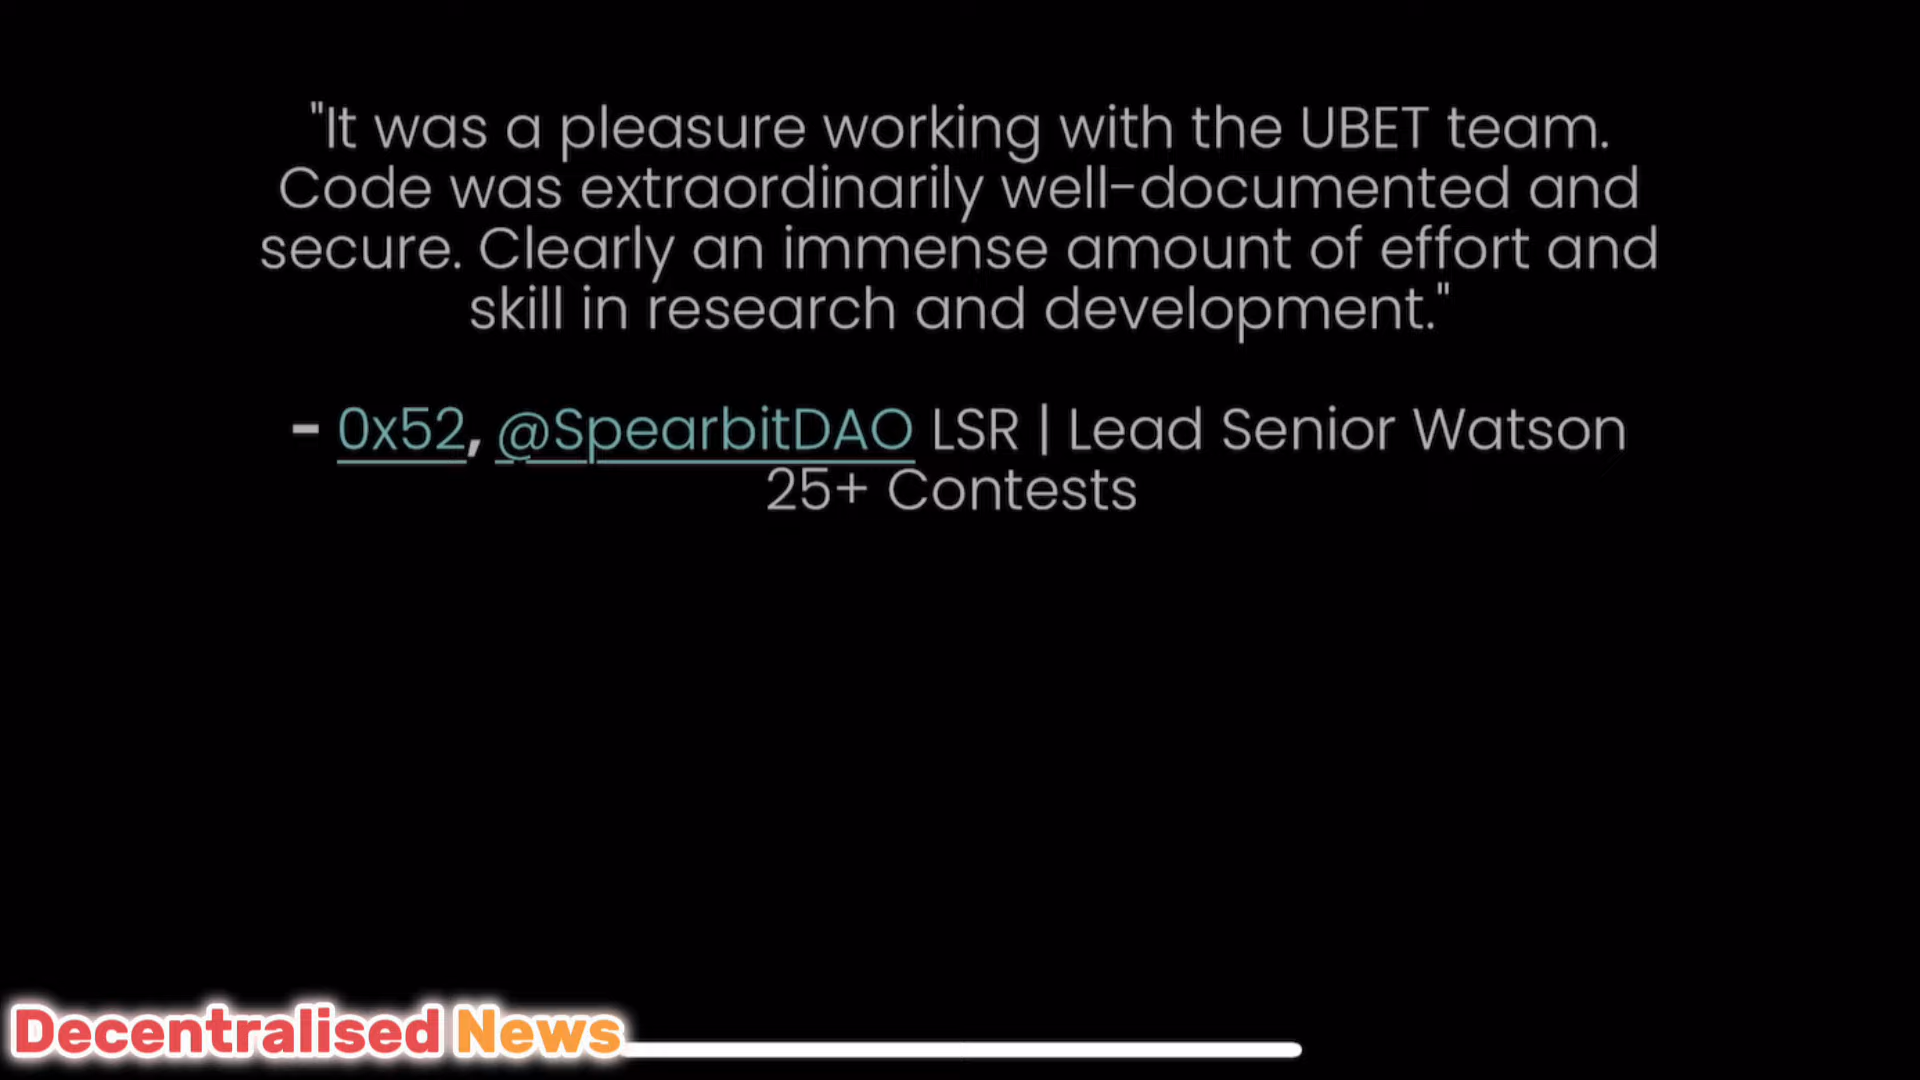 "It was a pleasure working with the UBET team.
Code was extraordinarily well-documented and
secure. Clearly an immense amount of effort and
skill in research and development."
- 0x52, @SpearbitDAO LSR | Lead Senior Watson
25+ Contests
Decentralised News